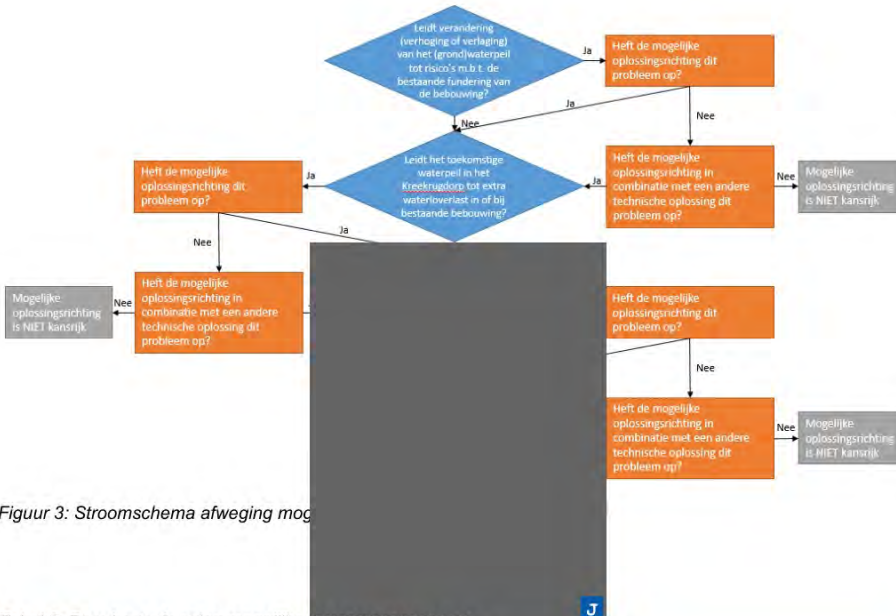 Leidt verandering
(verhoging of verlaging)
van het (grond)waterpeil
tot risico's m.b.t. de
bestaande fundering van
de bebouwing?
Ja
Heft de mogelijke
oplossingsrichting dit
probleem op?
Ja
Nee
Nee
Leidt het toekomstige
waterpeil in het
Kreekrugdorp tot extra
waterloverlast in of bij
bestaande bebouwing?
Ja
Heft de mogelijke
oplossingsrichting in
combinatie met een andere
technische oplossing dit
probleem op?
Nee
Mogelijke
oplossingsrichting
is NIET kansrijk
Ja
Heft de mogelijke
oplossingsrichting dit
probleem op?
Ja
Nee
Heft de mogelijke
oplossingsrichting in
combinatie met een andere
technische oplossing dit
probleem op?
Nee
Mogelijke
oplossingsrichting
is NIET kansrijk
Heft de mogelijke
oplossingsrichting dit
probleem op?
Nee
Heft de mogelijke
oplossingsrichting in
combinatie met een andere
technische oplossing dit
probleem op?
Nee
Mogelijke
oplossingsrichting
is NIET kansrijk
Figuur 3: Stroomschema afweging mog
J